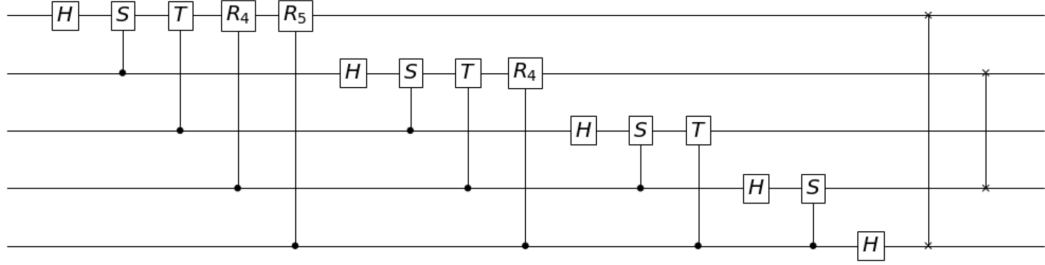 H S T R₄ R₅
H S T R₄
H S T
H S
H